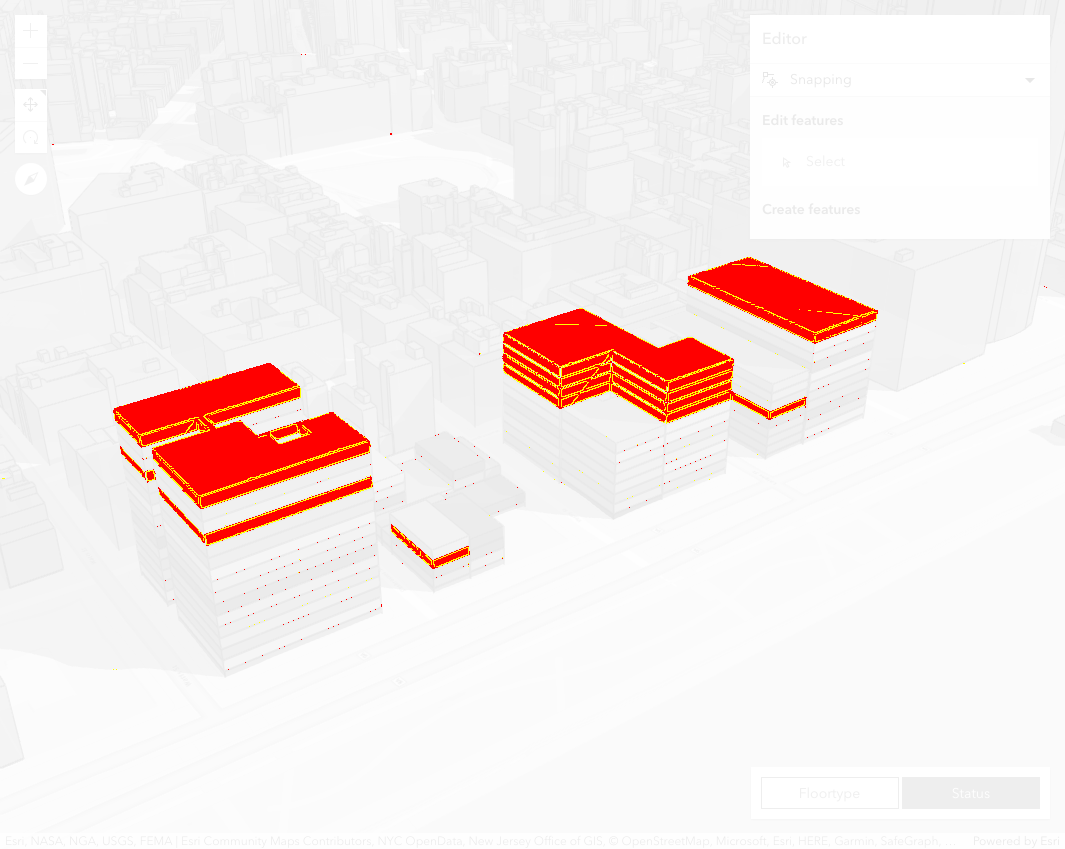 Editor
Snapping
Edit features
Select
Create features
Floortype
Status
Esri, NASA, NGA, USGS, FEMA | Esri Community Maps Contributors, NYC OpenData, New Jersey Office of GIS, © OpenStreetMap, Microsoft, Esri, HERE, Garmin, SafeGraph, ...
Powered by Esri